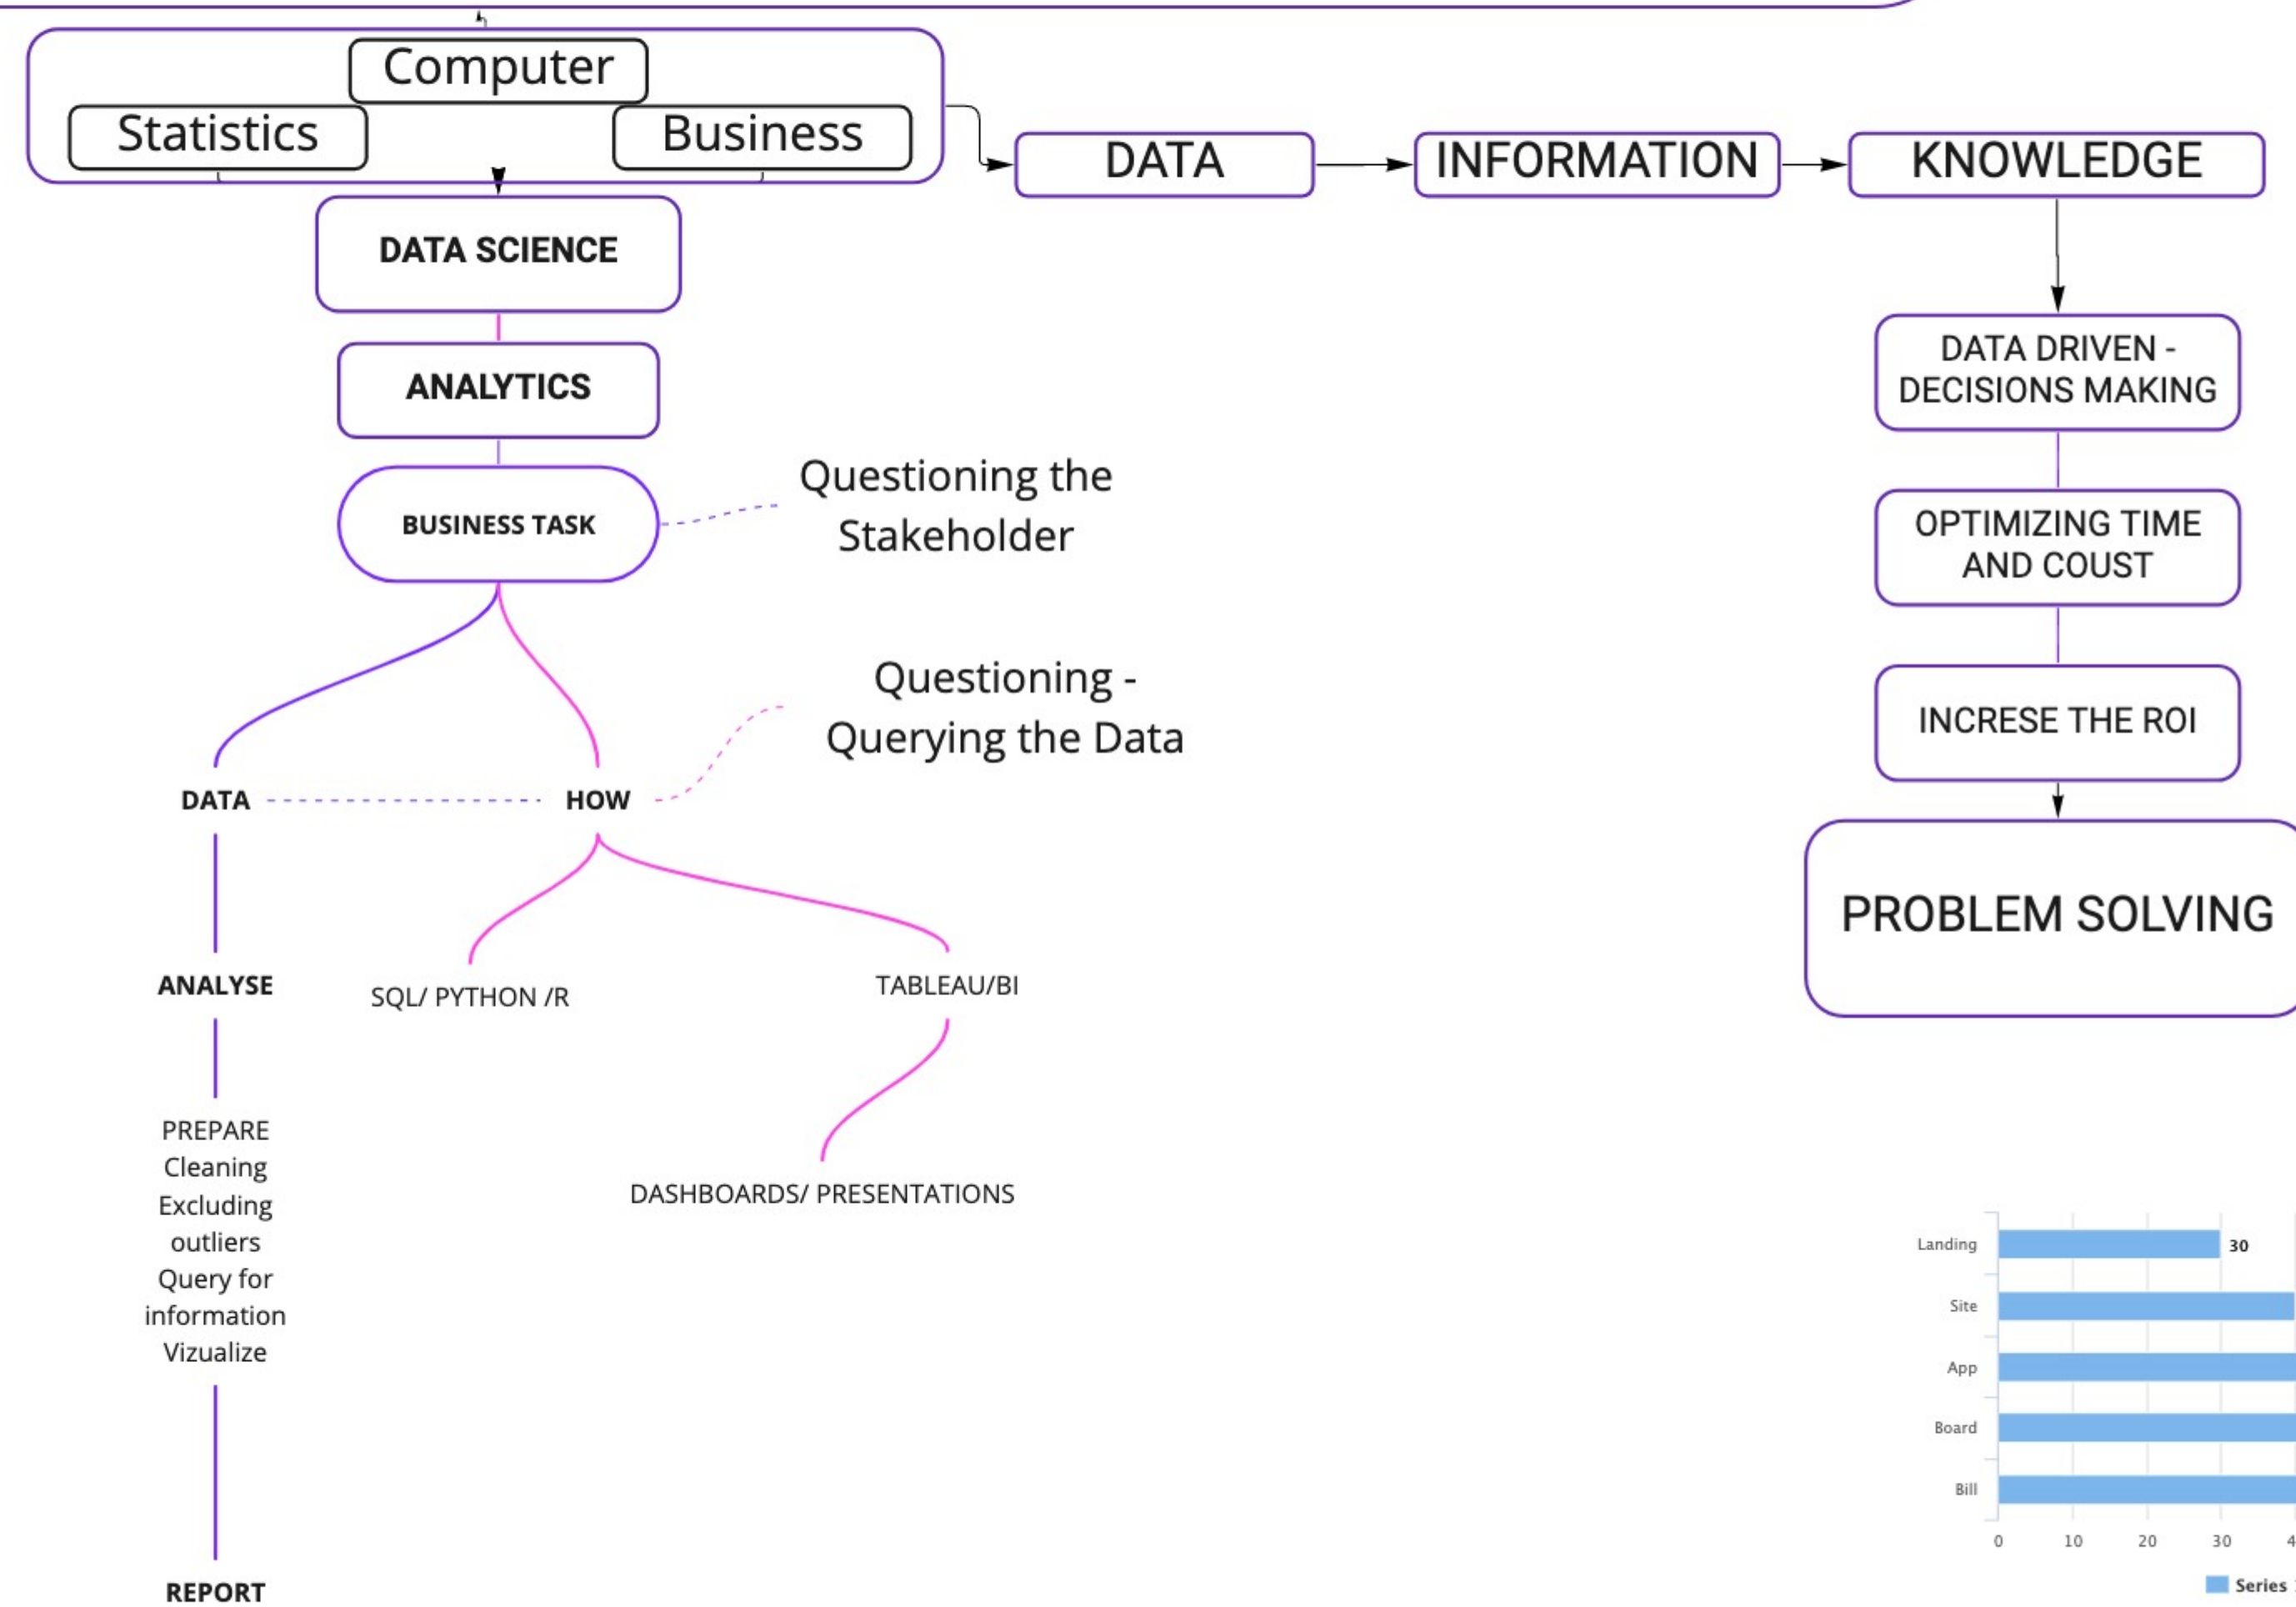 Computer
Statistics
Business
DATA
INFORMATION
KNOWLEDGE
DATA SCIENCE
ANALYTICS
BUSINESS TASK
Questioning the
Stakeholder
Questioning -
Querying the Data
DATA
HOW
ANALYSE
SQL/ PYTHON /R
TABLEAU/BI
PREPARE
Cleaning
Excluding
outliers
Query for
information
Vizualize
DASHBOARDS/ PRESENTATIONS
REPORT
DATA DRIVEN -
DECISIONS MAKING
OPTIMIZING TIME
AND COUST
INCRESE THE ROI
PROBLEM SOLVING
Landing
30
Site
App
Board
Bill
0 10 20 30
Series